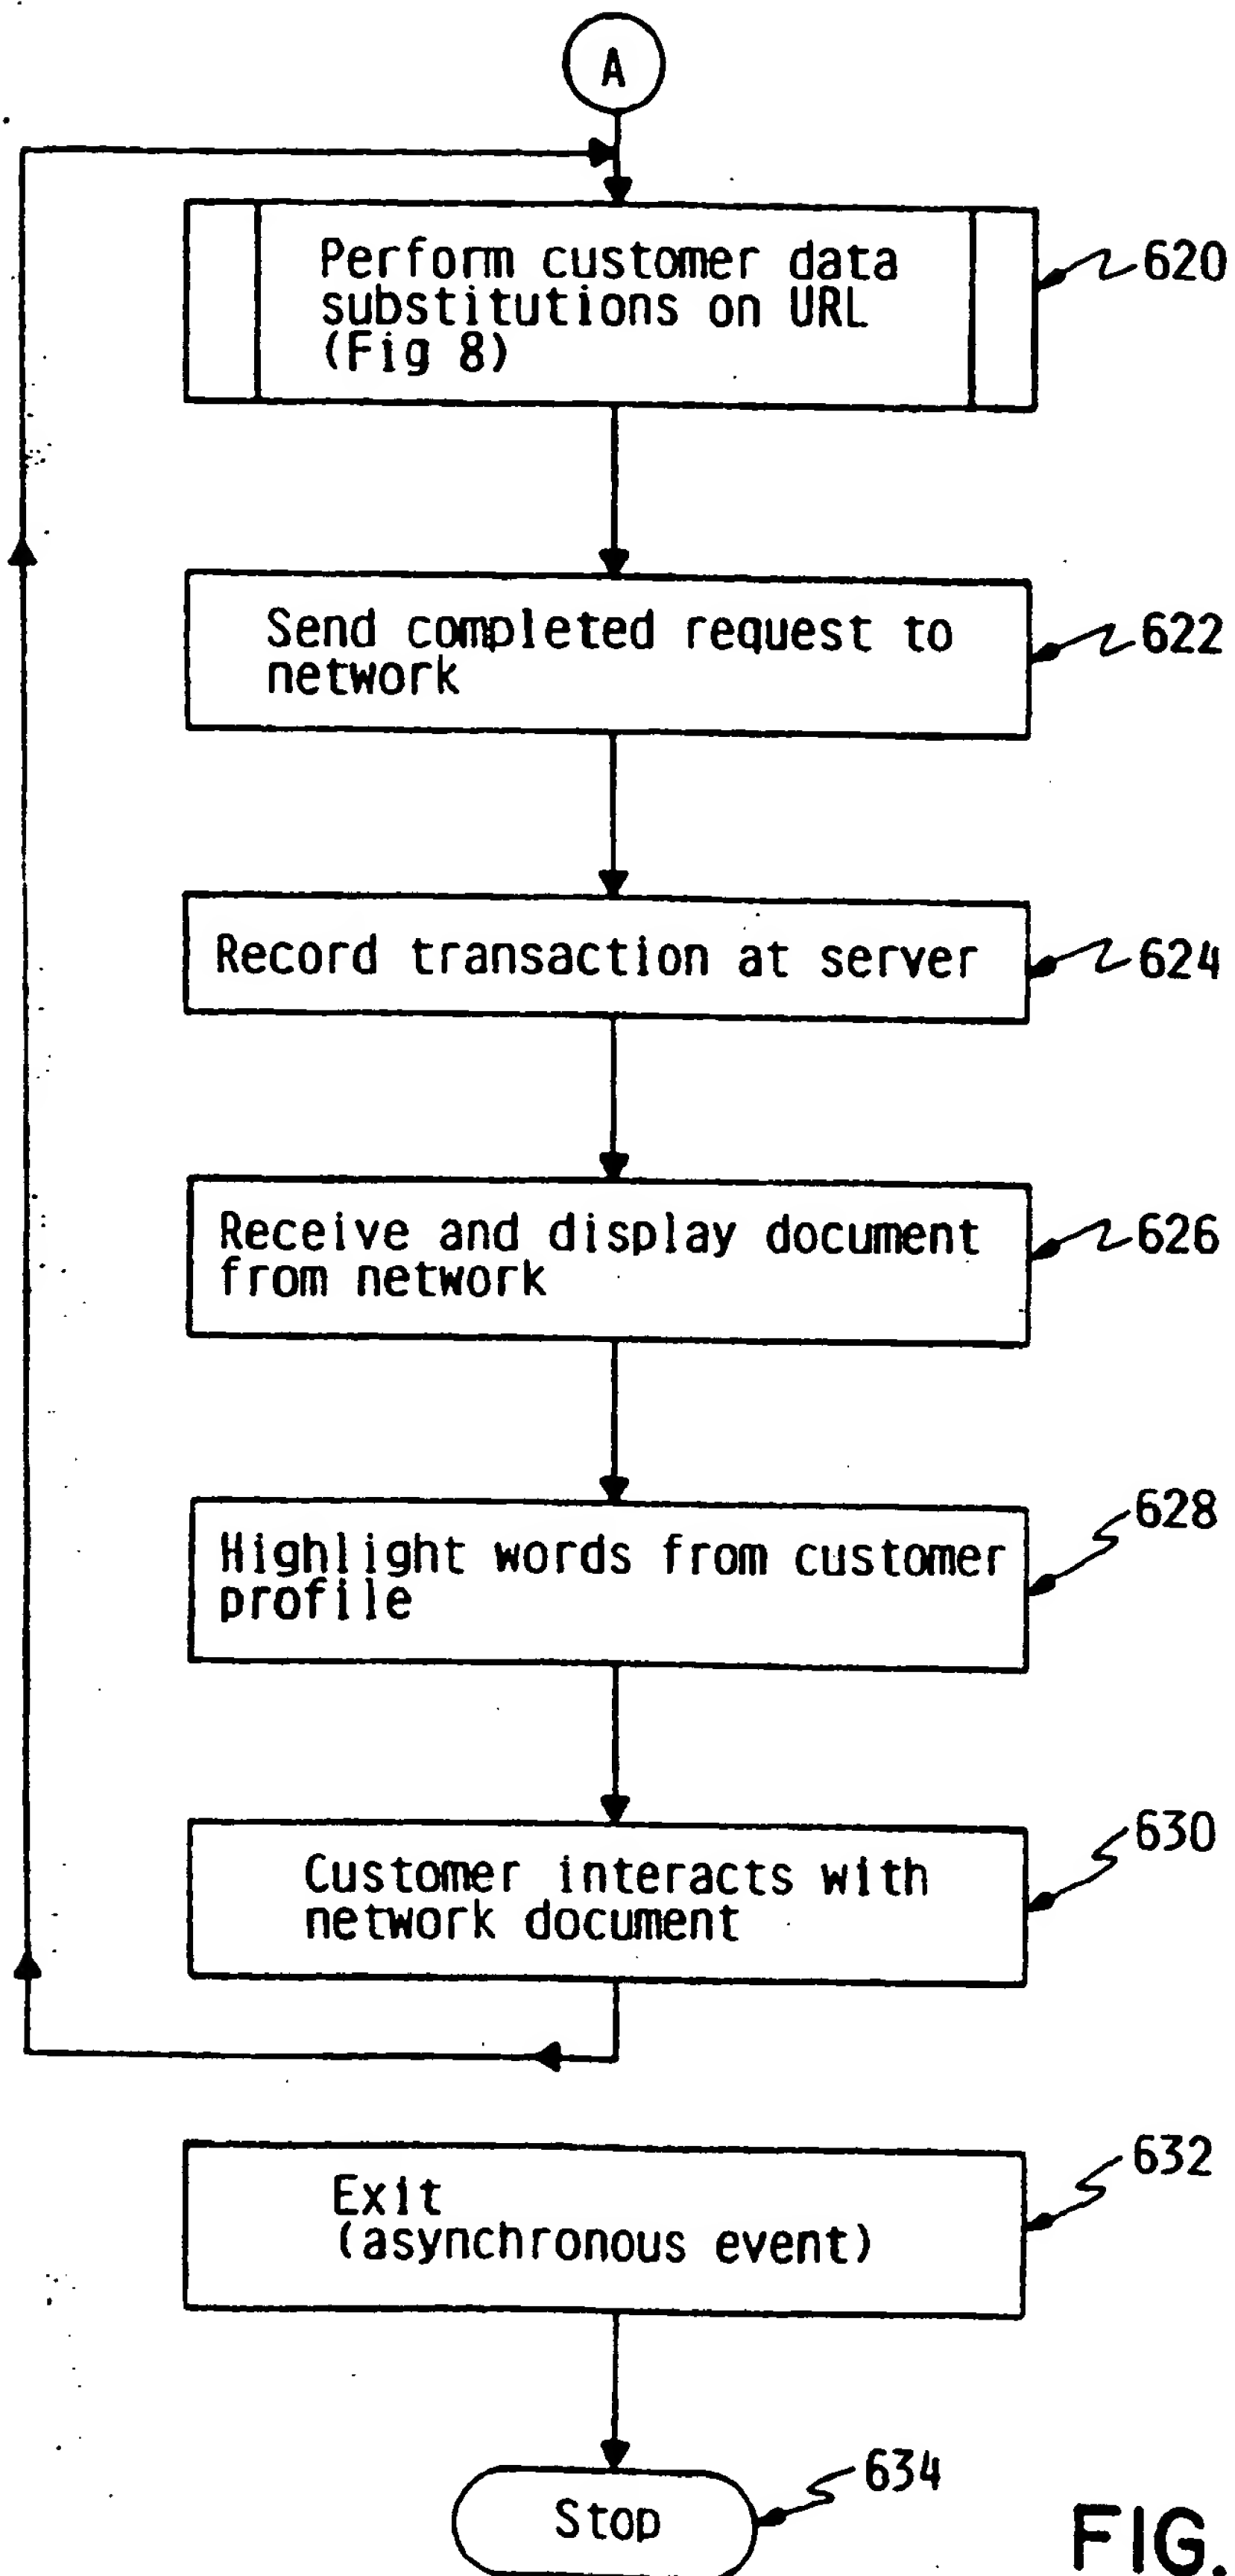 A
Perform customer data
substitutions on URL
(Fig 8)
620
Send completed request to
network
622
Record transaction at server
624
Receive and display document
from network
626
Highlight words from customer
profile
628
Customer interacts with
network document
630
Exit
(asynchronous event)
632
Stop
634
FIG.